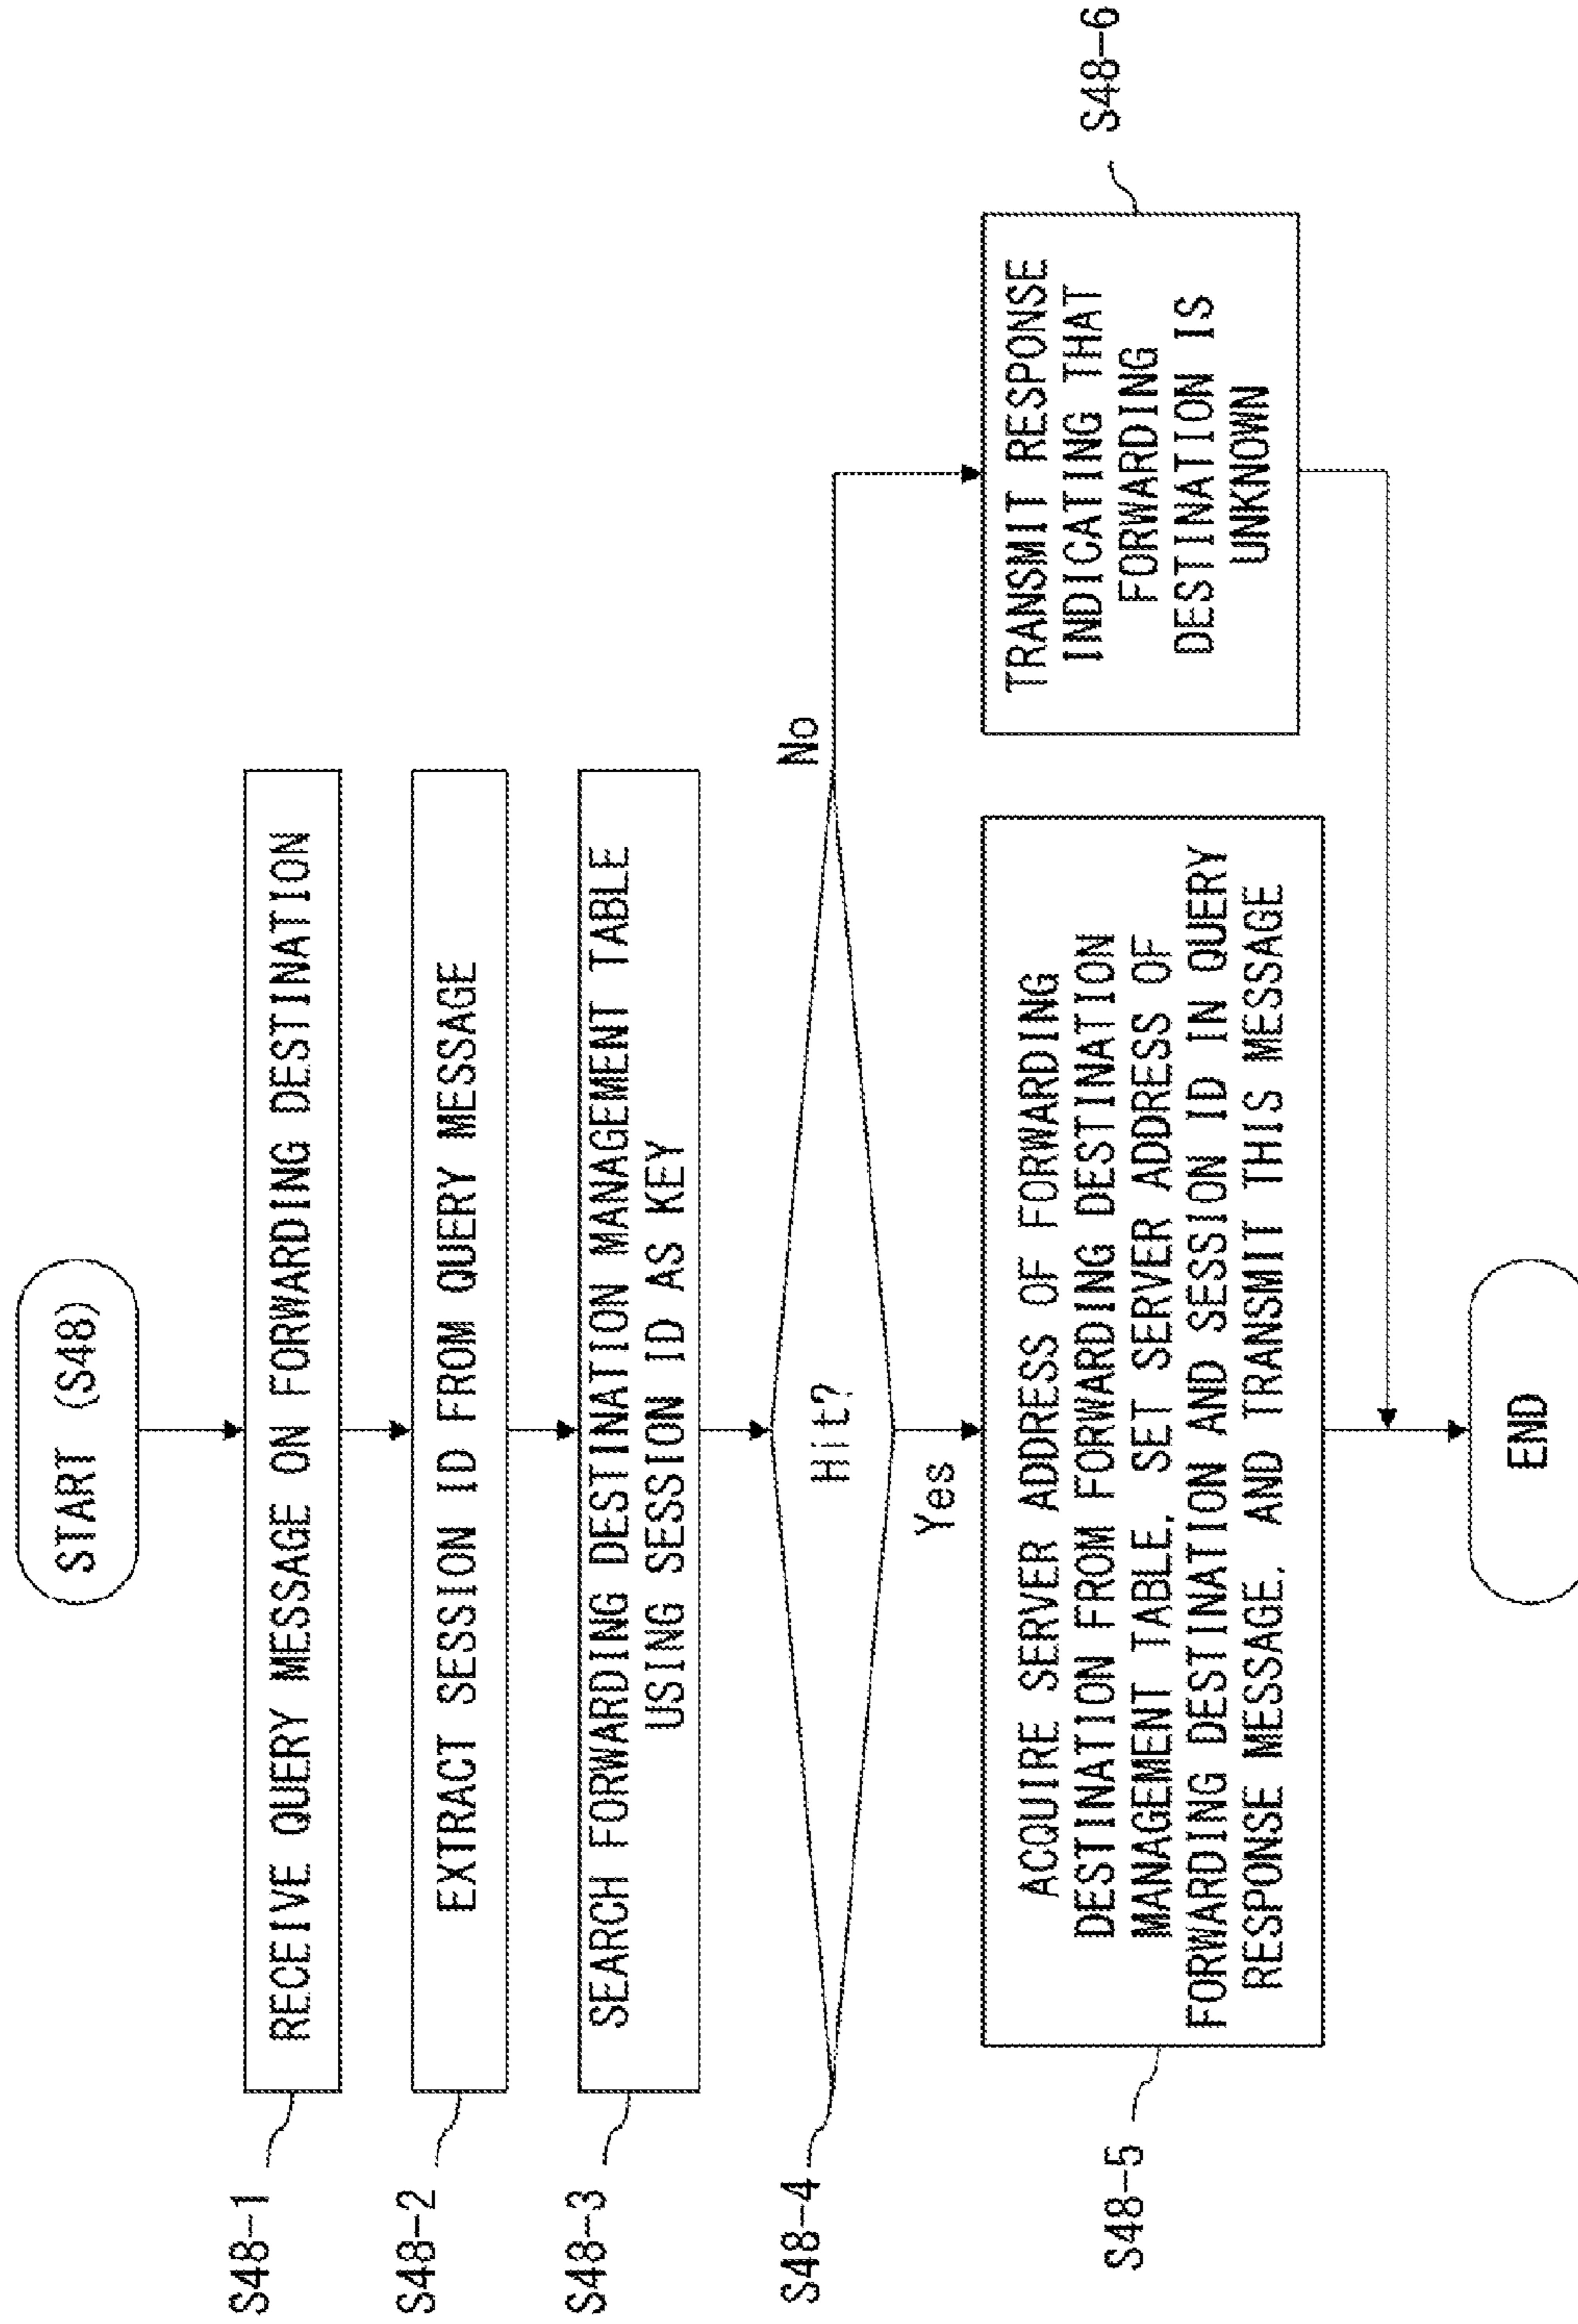 START (S48)
S48-1
RECEIVE QUERY MESSAGE ON FORWARDING DESTINATION
S48-2
EXTRACT SESSION ID FROM QUERY MESSAGE
S48-3
SEARCH FORWARDING DESTINATION MANAGEMENT TABLE
USING SESSION ID AS KEY
S48-4
Hit?
No
Yes
S48-5
ACQUIRE SERVER ADDRESS OF FORWARDING
DESTINATION FROM FORWARD DESTINATION
MANAGEMENT TABLE, SET SERVER ADDRESS OF
FORWARDING DESTINATION AND SESSION ID IN QUERY
RESPONSE MESSAGE, AND TRANSMIT THIS MESSAGE
S48-6
TRANSMIT RESPONSE
INDICATING THAT
FORWARDING
DESTINATION IS
UNKNOWN
END